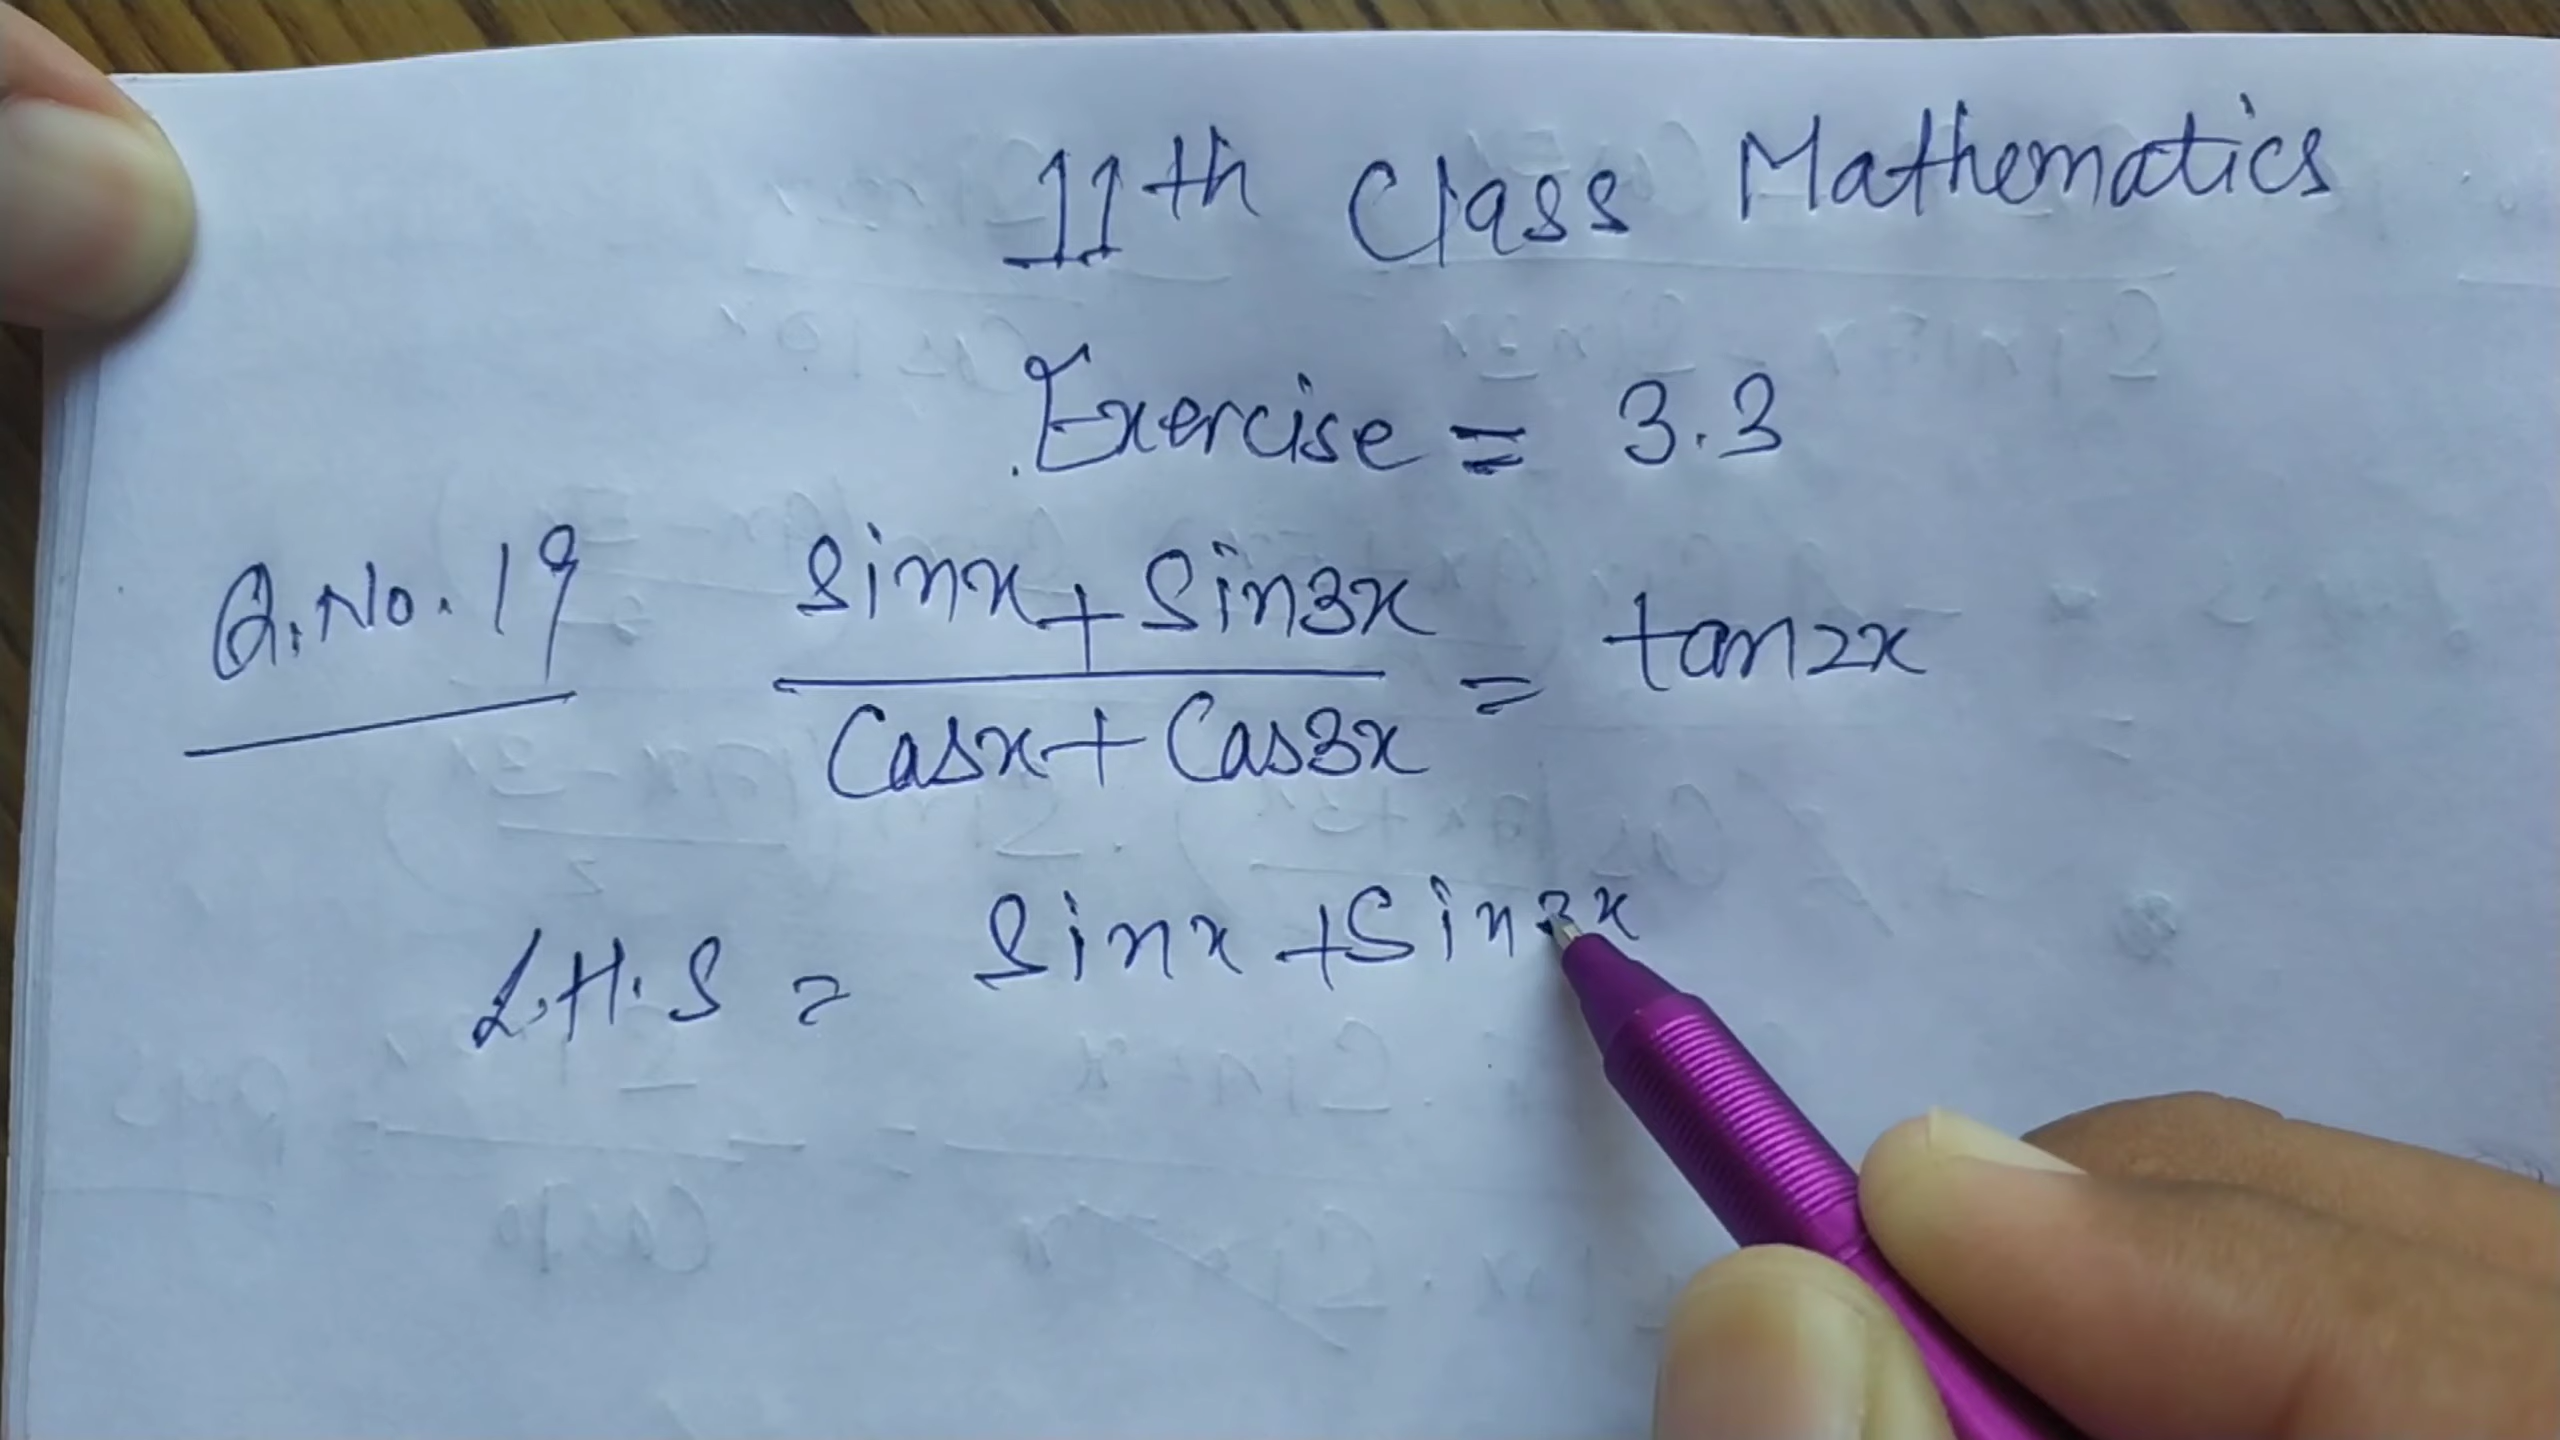 11th Class Mathematics
Exercise = 3.3
Q.No.19 sinx + Sin3x / Cosx + Cos3x = tan2x
L.H.S = Sinx + Sin3x